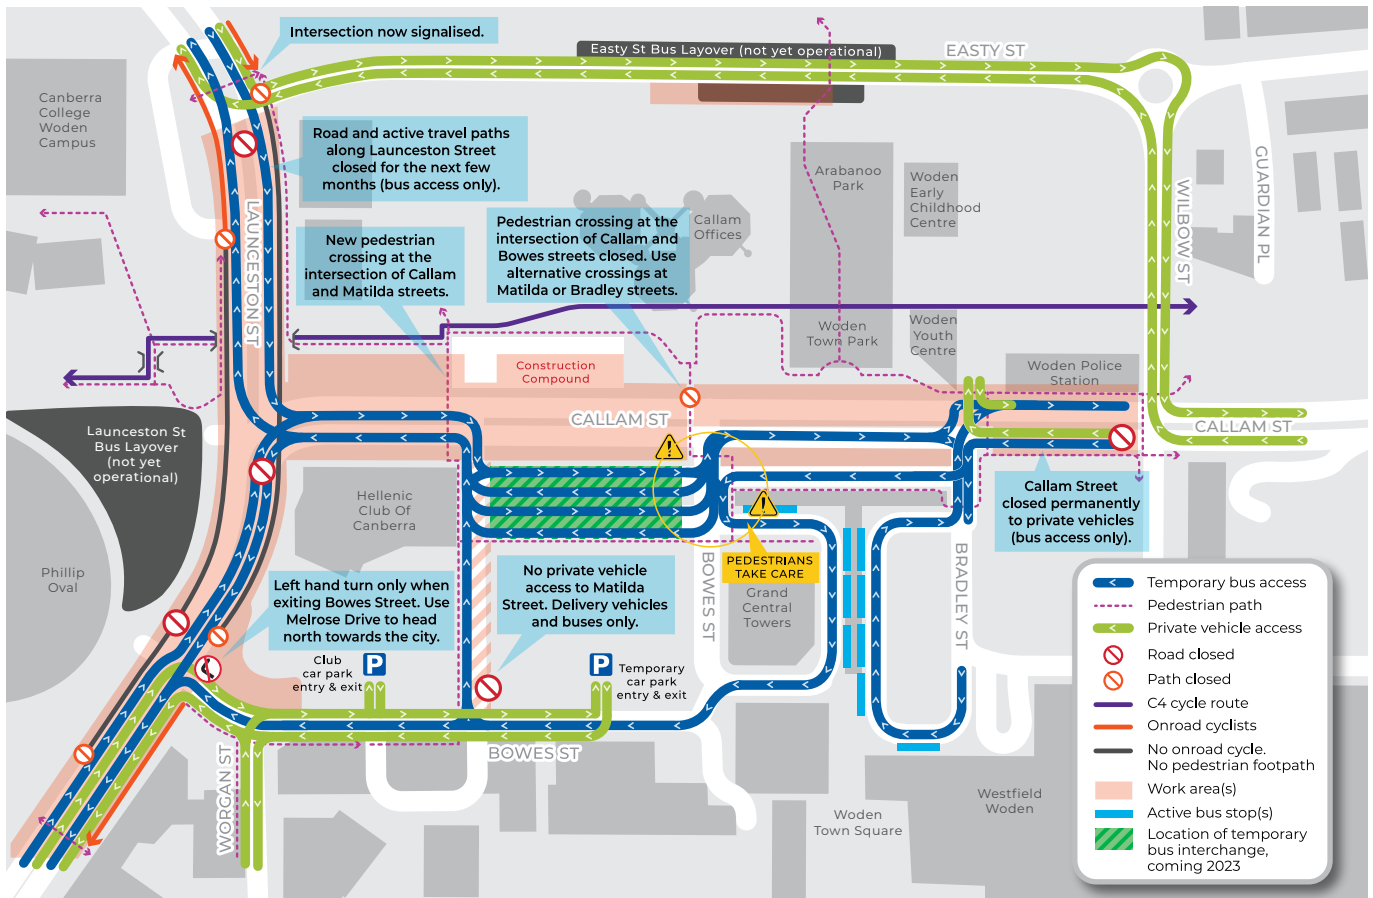 Intersection now signalised.
Easty St Bus Layover (not yet operational)
EASTY ST
Canberra
College
Woden
Campus
Road and active travel paths
along Launceston Street
closed for the next few
months (bus access only).
Arabanoo
Park
Woden
Early
Childhood
Centre
GUARDIAN PL
WILBOW ST
LAUNCESTON ST
New pedestrian
crossing at the
intersection of Callam
and Matilda streets.
Pedestrian crossing at the
intersection of Callam and
Bowes streets closed. Use
alternative crossings at
Matilda or Bradley streets.
Callam
Offices
Woden
Town Park
Woden
Youth
Centre
Woden Police
Station
Construction
Compound
CALLAM ST
CALLAM ST
Launceston St
Bus Layover
(not yet
operational)
Hellenic
Club Of
Canberra
Callam Street
closed permanently
to private vehicles
(bus access only).
Phillip
Oval
Left hand turn only when
exiting Bowes Street. Use
Melrose Drive to head
north towards the city.
No private vehicle
access to Matilda
Street. Delivery vehicles
and buses only.
PEDESTRIANS
TAKE CARE
Grand
Central
Towers
BOWES ST
BRADLEY ST
Club
car park
entry & exit
P
P
Temporary
car park
entry & exit
BOWES ST
WORGAN ST
Woden
Town Square
Westfield
Woden
Temporary bus access
Pedestrian path
Private vehicle access
Road closed
Path closed
C4 cycle route
Onroad cyclists
No onroad cycle.
No pedestrian footpath
Work area(s)
Active bus stop(s)
Location of temporary
bus interchange,
coming 2023